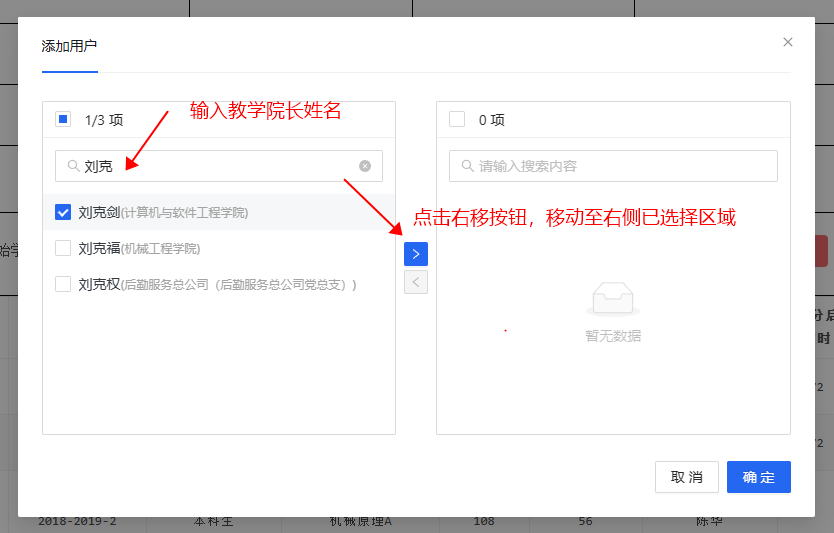 添加用户
1/3 项
输入教学院长姓名
0 项
刘克
请输入搜索内容
刘克剑(计算机与软件工程学院)
刘克福(机械工程学院)
刘克权(后勤服务总公司（后勤服务总公司党总支）)
点击右移按钮，移动至右侧已选择区域
始学
暂无数据
份后
时
取 消
确 定
2018-2019-2 本科生 机械原理A 108 56 陈华